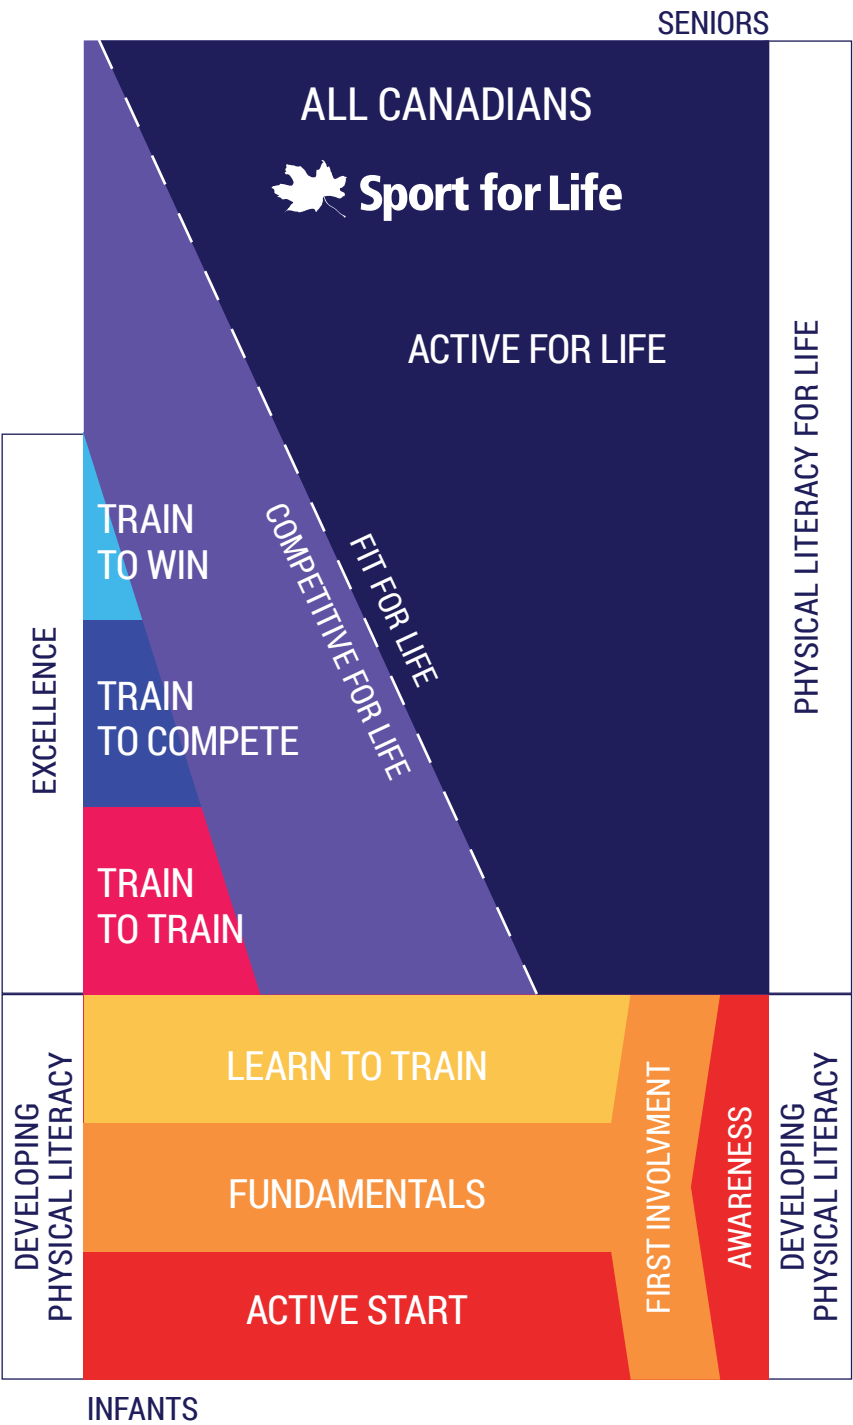 SENIORS
ALL CANADIANS
Sport for Life
ACTIVE FOR LIFE
PHYSICAL LITERACY FOR LIFE
FIT FOR LIFE
COMPETITIVE FOR LIFE
EXCELLENCE
TRAIN
TO WIN
TRAIN
TO COMPETE
TRAIN
TO TRAIN
DEVELOPING
PHYSICAL LITERACY
LEARN TO TRAIN
FUNDAMENTALS
ACTIVE START
FIRST INVOLVMENT
AWARENESS
DEVELOPING
PHYSICAL LITERACY
INFANTS